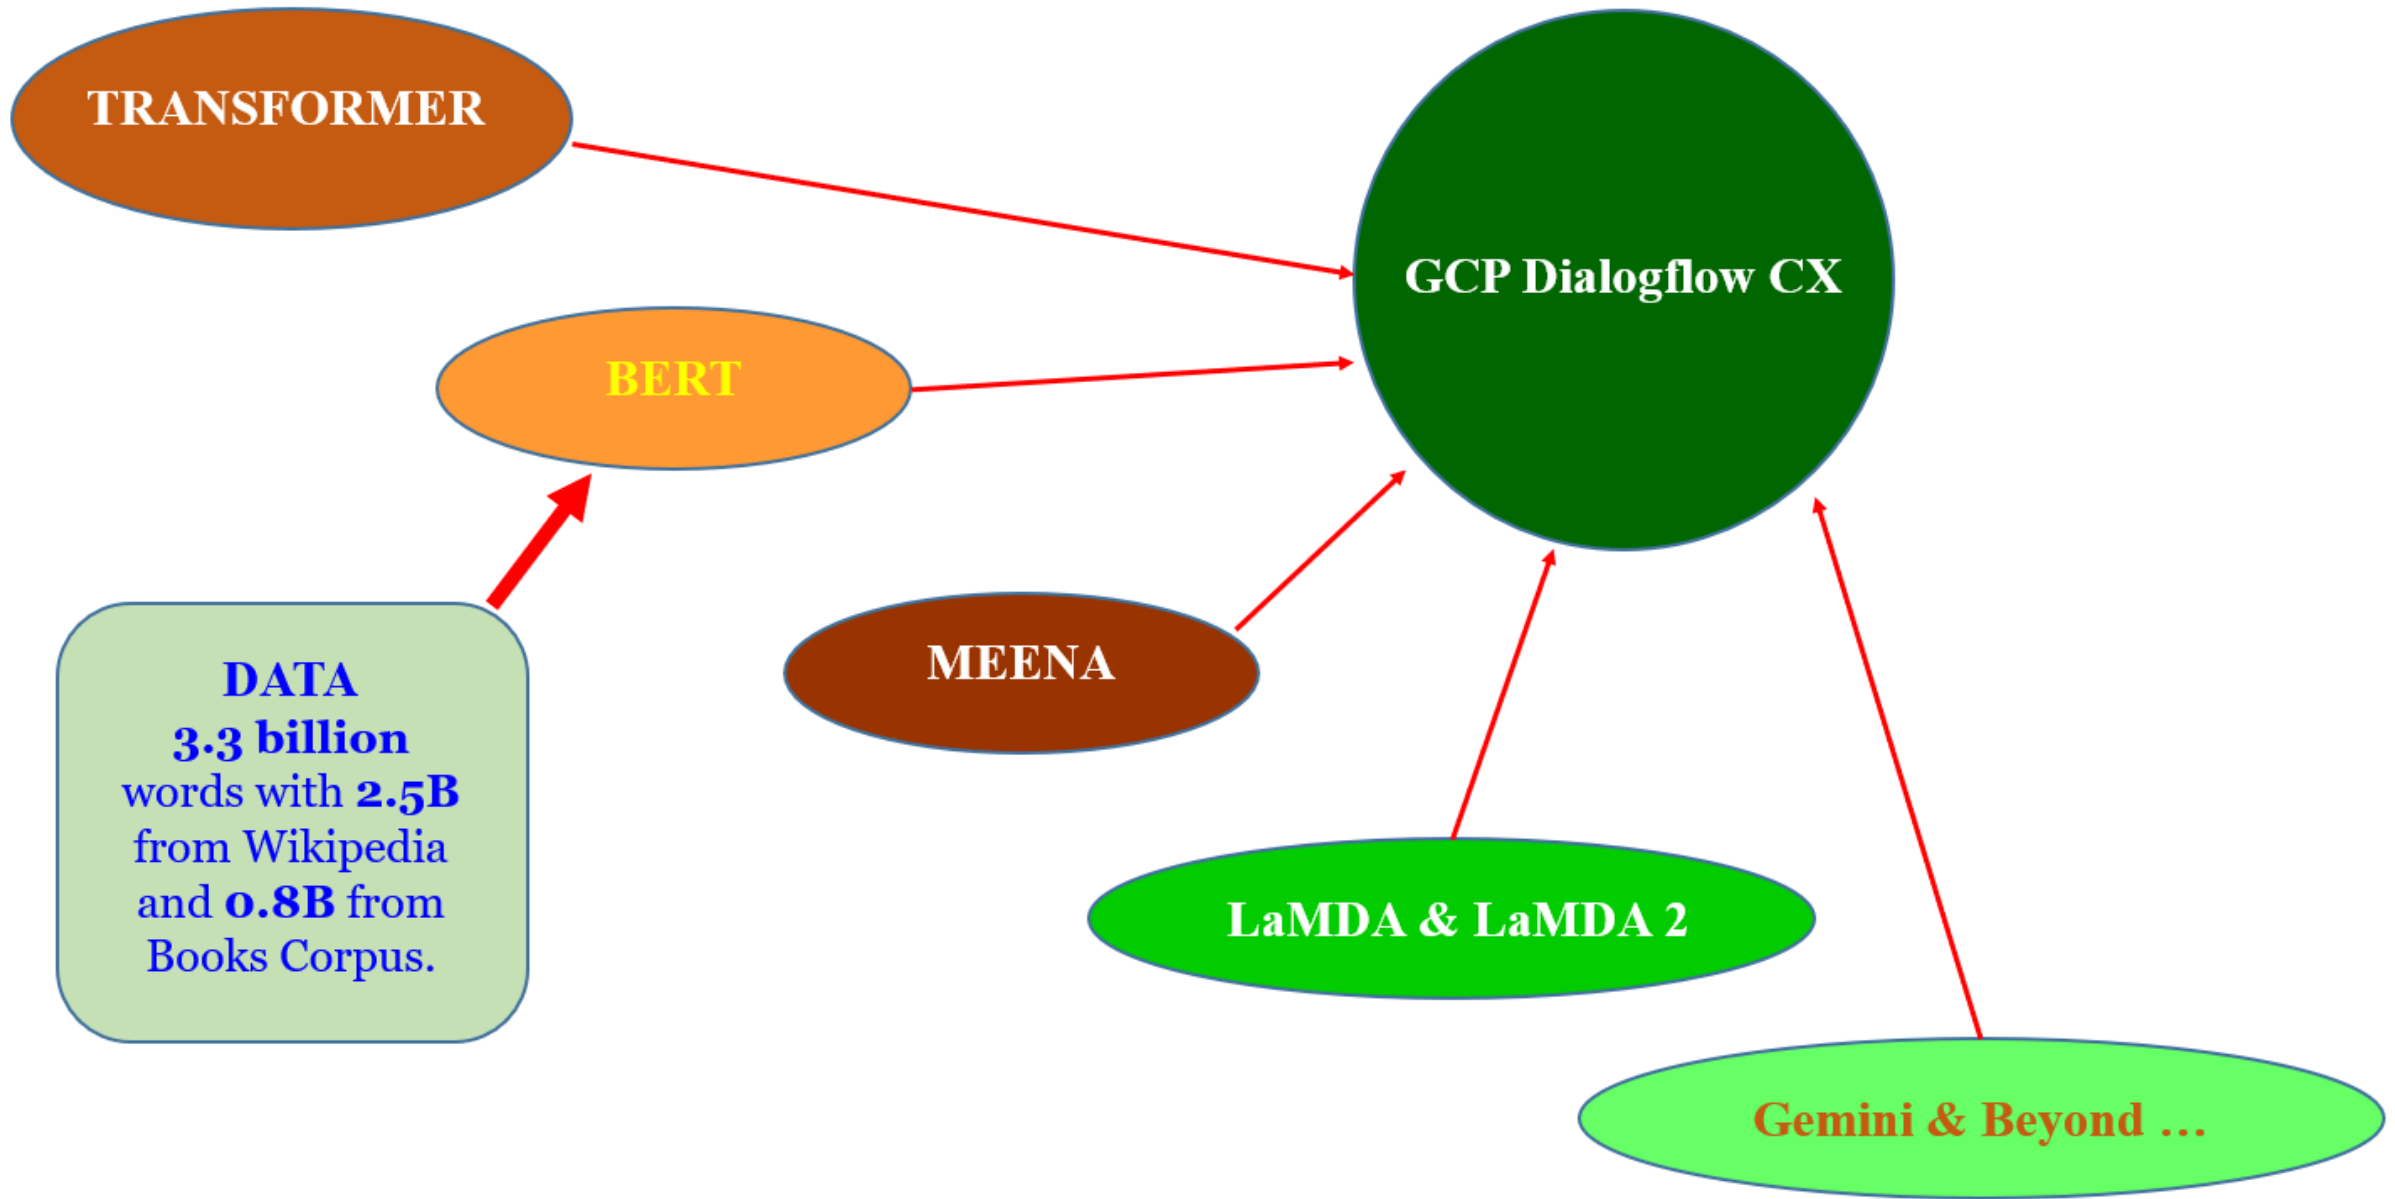 TRANSFORMER
GCP Dialogflow CX
BERT
MEENA
DATA
3.3 billion
words with 2.5B
from Wikipedia
and 0.8B from
Books Corpus.
LaMDA & LaMDA 2
Gemini & Beyond …